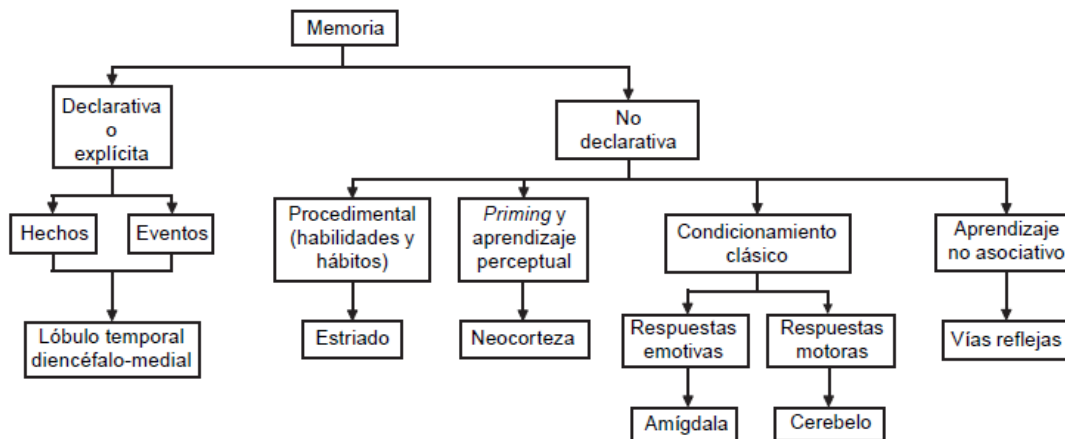 Memoria
Declarativa
o
explícita
No
declarativa
Hechos
Eventos
Procedimental
(habilidades y
hábitos)
Priming y
aprendizaje
perceptual
Condicionamiento
clásico
Aprendizaje
no asociativo
Lóbulo temporal
diencéfalo-medial
Estriado
Neocorteza
Respuestas
emotivas
Respuestas
motoras
Vías reflejas
Amígdala
Cerebelo